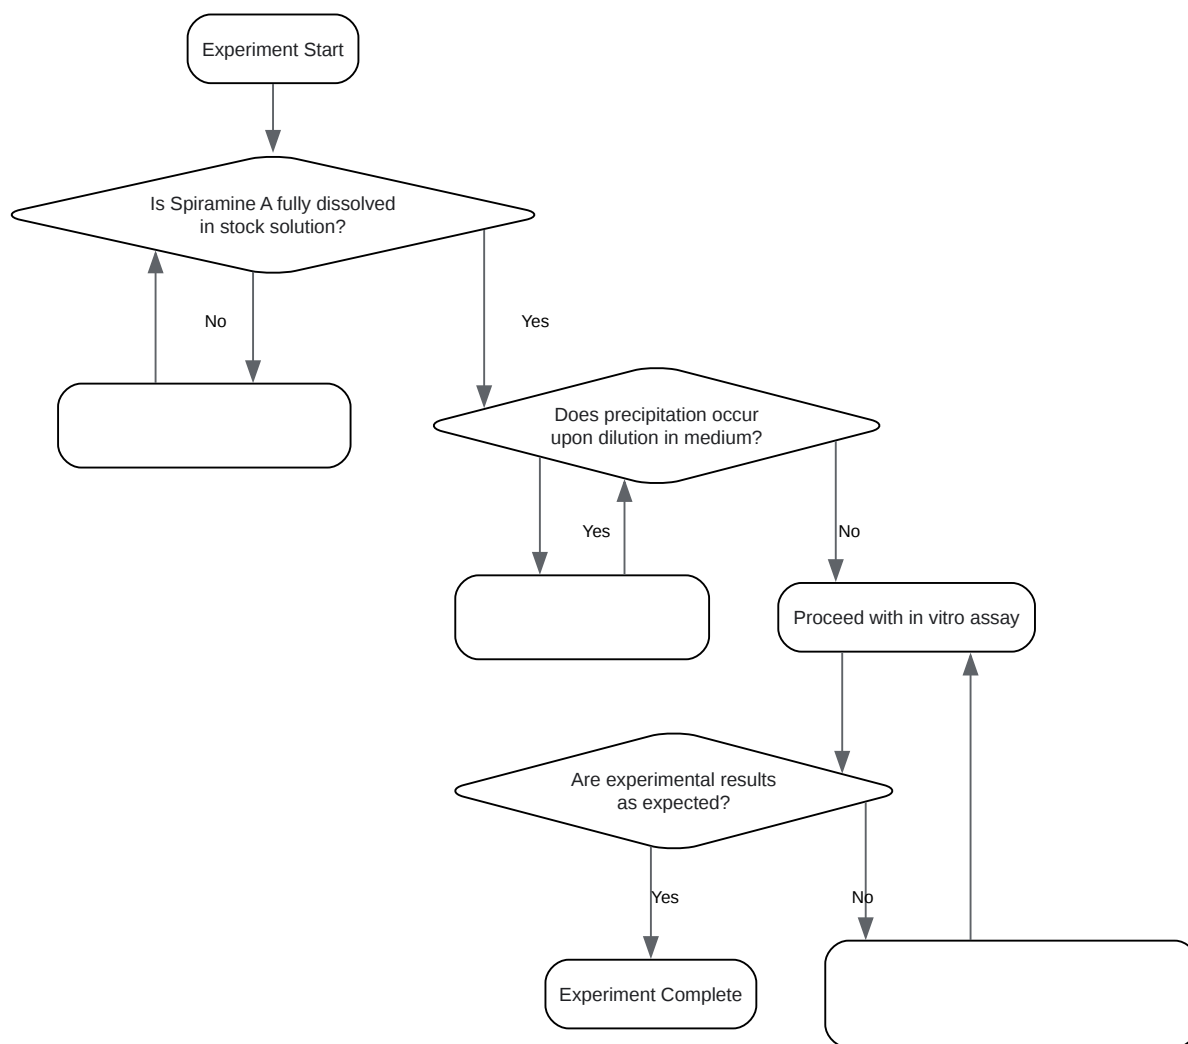 Experiment Start
Is Spiramine A fully dissolved
in stock solution?
No
Yes
Does precipitation occur
upon dilution in medium?
Yes
No
Proceed with in vitro assay
Are experimental results
as expected?
Yes
No
Experiment Complete